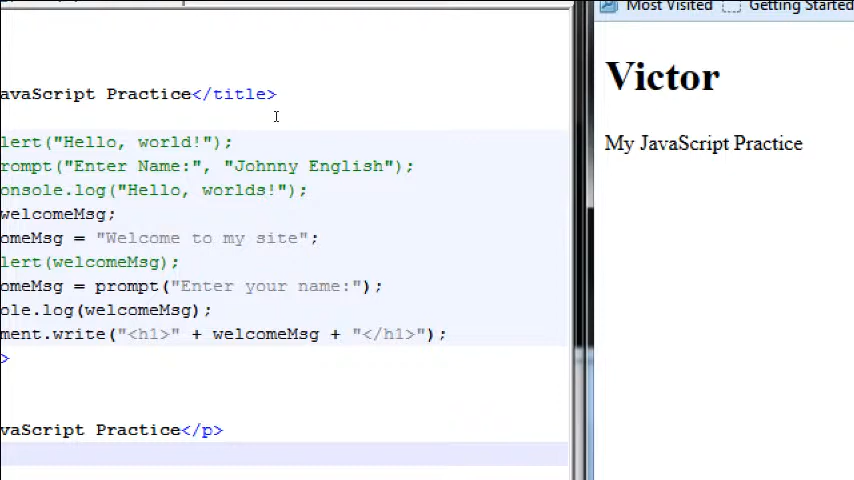 Most Visited Getting Started
Victor
My JavaScript Practice
avaScript Practice</title>
lert("Hello, world!");
rompt("Enter Name:", "Johnny English");
onsole.log("Hello, worlds!");
welcomeMsg;
omeMsg = "Welcome to my site";
lert(welcomeMsg);
omeMsg = prompt("Enter your name:");
ole.log(welcomeMsg);
ment.write("<h1>" + welcomeMsg + "</h1>");
>
vaScript Practice</p>